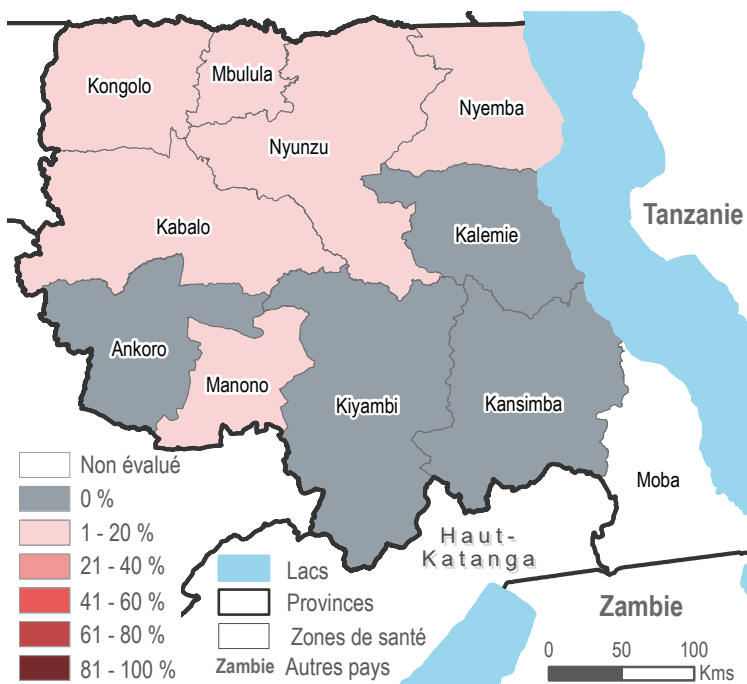 Kongolo
Mbulula
Nyemba
Nyunzu
Tanzanie
Kabalo
Kalemie
Ankoro
Manono
Kiyambi
Kansimba
Moba
Haut-
Katanga
Zambie
Non évalué
0 %
1 - 20 %
21 - 40 %
41 - 60 %
61 - 80 %
81 - 100 %
Lacs
Provinces
Zones de santé
Zambie Autres pays
0 50 100
Kms